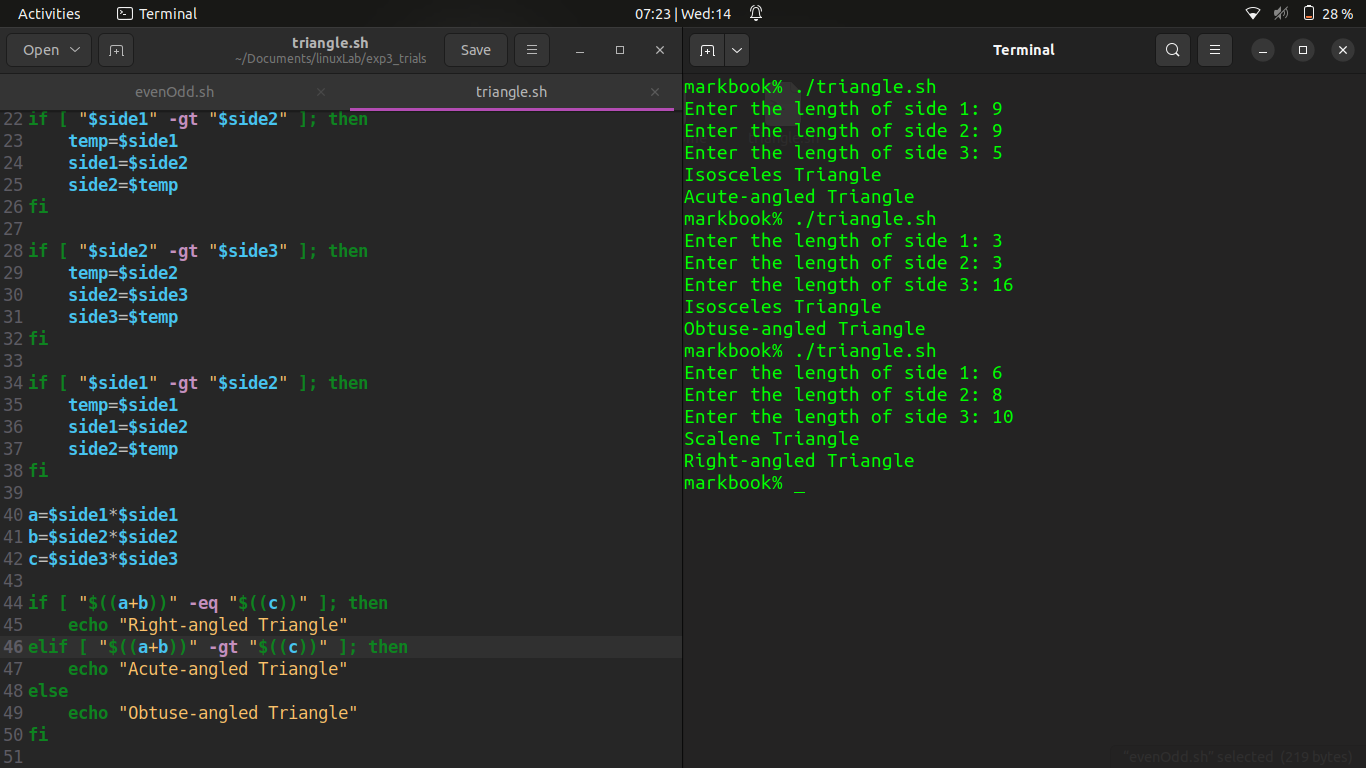 Activities Terminal 07:23 | Wed:14 28 %
Open triangle.sh Save
~/Documents/linuxLab/exp3_trials
evenOdd.sh × triangle.sh ×
22 if [ "$side1" -gt "$side2" ]; then
23     temp=$side1
24     side1=$side2
25     side2=$temp
26 fi
27
28 if [ "$side2" -gt "$side3" ]; then
29     temp=$side2
30     side2=$side3
31     side3=$temp
32 fi
33
34 if [ "$side1" -gt "$side2" ]; then
35     temp=$side1
36     side1=$side2
37     side2=$temp
38 fi
39
40 a=$side1*$side1
41 b=$side2*$side2
42 c=$side3*$side3
43
44 if [ "$((a+b))" -eq "$((c))" ]; then
45     echo "Right-angled Triangle"
46 elif [ "$((a+b))" -gt "$((c))" ]; then
47     echo "Acute-angled Triangle"
48 else
49     echo "Obtuse-angled Triangle"
50 fi
51
Terminal
markbook% ./triangle.sh
Enter the length of side 1: 9
Enter the length of side 2: 9
Enter the length of side 3: 5
Isosceles Triangle
Acute-angled Triangle
markbook% ./triangle.sh
Enter the length of side 1: 3
Enter the length of side 2: 3
Enter the length of side 3: 16
Isosceles Triangle
Obtuse-angled Triangle
markbook% ./triangle.sh
Enter the length of side 1: 6
Enter the length of side 2: 8
Enter the length of side 3: 10
Scalene Triangle
Right-angled Triangle
markbook% _
"evenOdd.sh" selected (219 bytes)